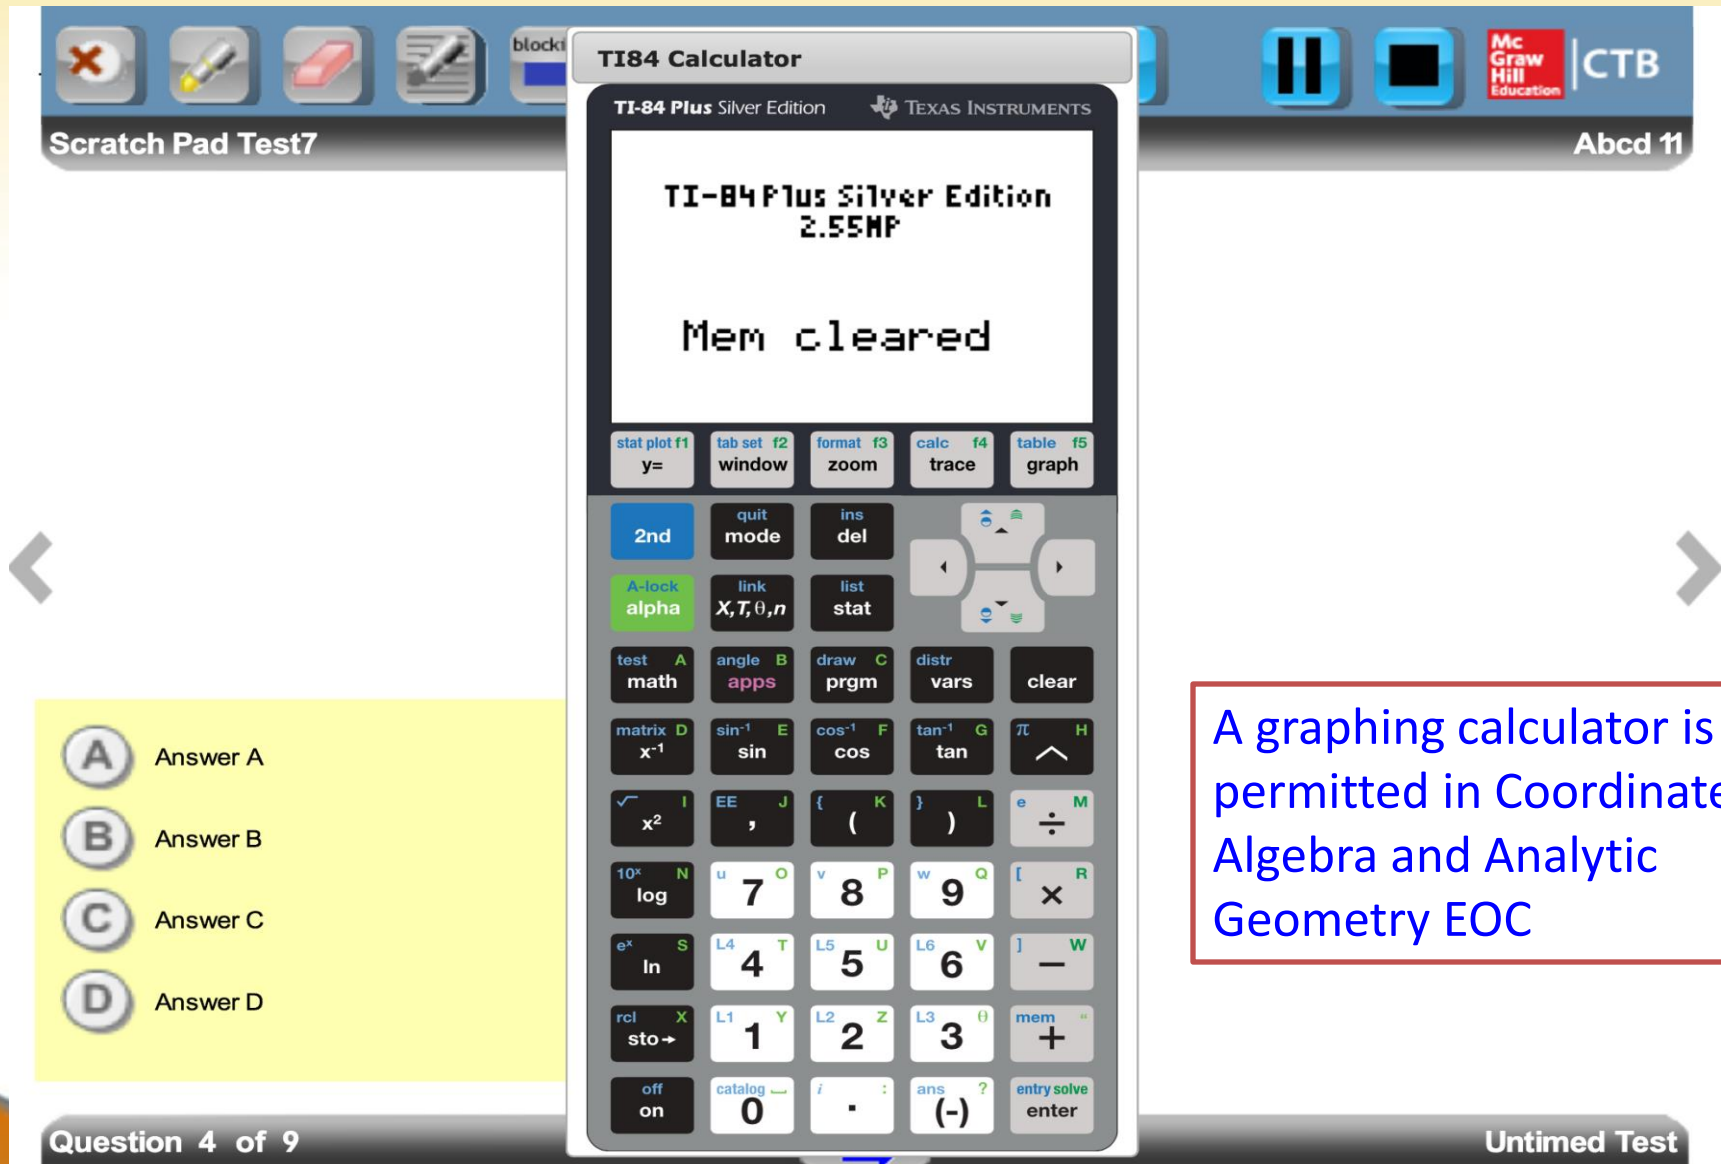 blocki
TI84 Calculator
Mc
Graw
Hill
Education
CTB
Scratch Pad Test7
Abcd 11
TI-84 Plus Silver Edition
TEXAS INSTRUMENTS
TI-84 Plus Silver Edition
2.55MP
Mem cleared
stat plot f1 tab set f2 format f3 calc f4 table f5
y= window zoom trace graph
quit ins
2nd mode del
A-lock link list
alpha X,T,θ,n stat
test A angle B draw C distr
math apps prgm vars clear
matrix D sin-1 E cos-1 F tan-1 G π H
x-1 sin cos tan ^
√ I EE J { K } L e M
x² , ( ) ÷
10x N u O v P w Q [ R
log 7 8 9 ×
ex S L4 T L5 U L6 V ] W
ln 4 5 6 −
rcl X L1 Y L2 Z L3 θ mem "
sto→ 1 2 3 +
off catalog i : ans ? entry solve
on 0 . (-) enter
A Answer A
B Answer B
C Answer C
D Answer D
A graphing calculator is
permitted in Coordinate
Algebra and Analytic
Geometry EOC
Question 4 of 9
Untimed Test